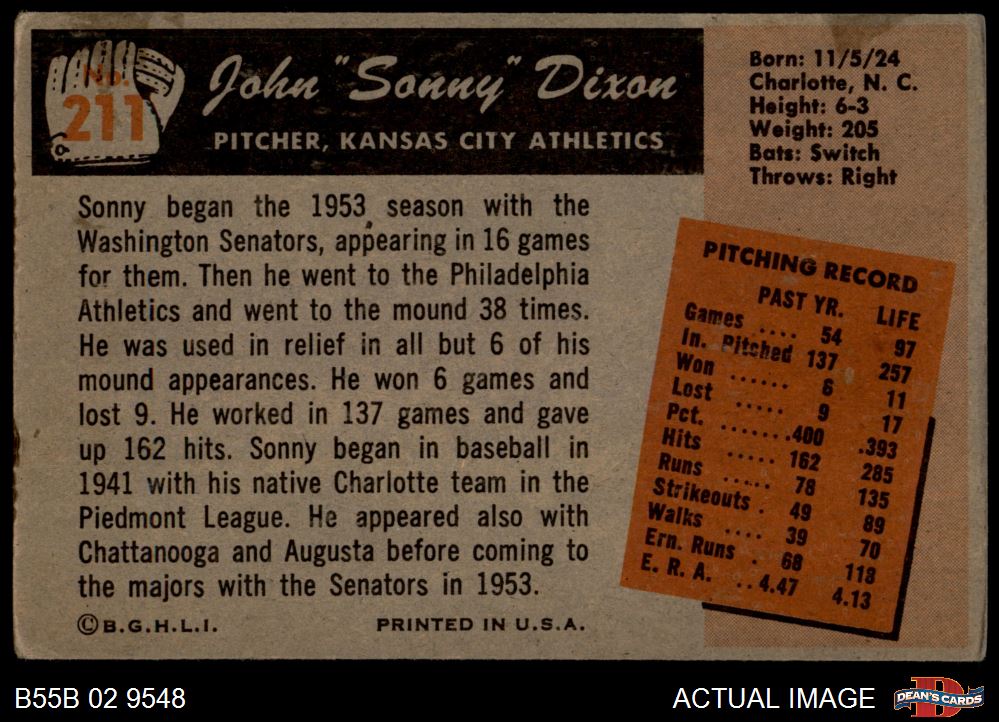 No.
211
John "Sonny" Dixon
PITCHER, KANSAS CITY ATHLETICS
Born: 11/5/24
Charlotte, N. C.
Height: 6-3
Weight: 205
Bats: Switch
Throws: Right
Sonny began the 1953 season with the
Washington Senators, appearing in 16 games
for them. Then he went to the Philadelphia
Athletics and went to the mound 38 times.
He was used in relief in all but 6 of his
mound appearances. He won 6 games and
lost 9. He worked in 137 games and gave
up 162 hits. Sonny began in baseball in
1941 with his native Charlotte team in the
Piedmont League. He appeared also with
Chattanooga and Augusta before coming to
the majors with the Senators in 1953.
©B.G.H.L.I. PRINTED IN U.S.A.
PITCHING RECORD
PAST YR. LIFE
Games .... 54 97
In. Pitched 137 257
Won ...... 6 11
Lost ..... 9 17
Pct. .......400 .393
Hits ..... 162 285
Runs ..... 78 135
Strikeouts . 49 89
Walks .... 39 70
Ern. Runs . 68 118
E. R. A. ..4.47 4.13
B55B 02 9548
ACTUAL IMAGE
D
DEAN'S CARDS